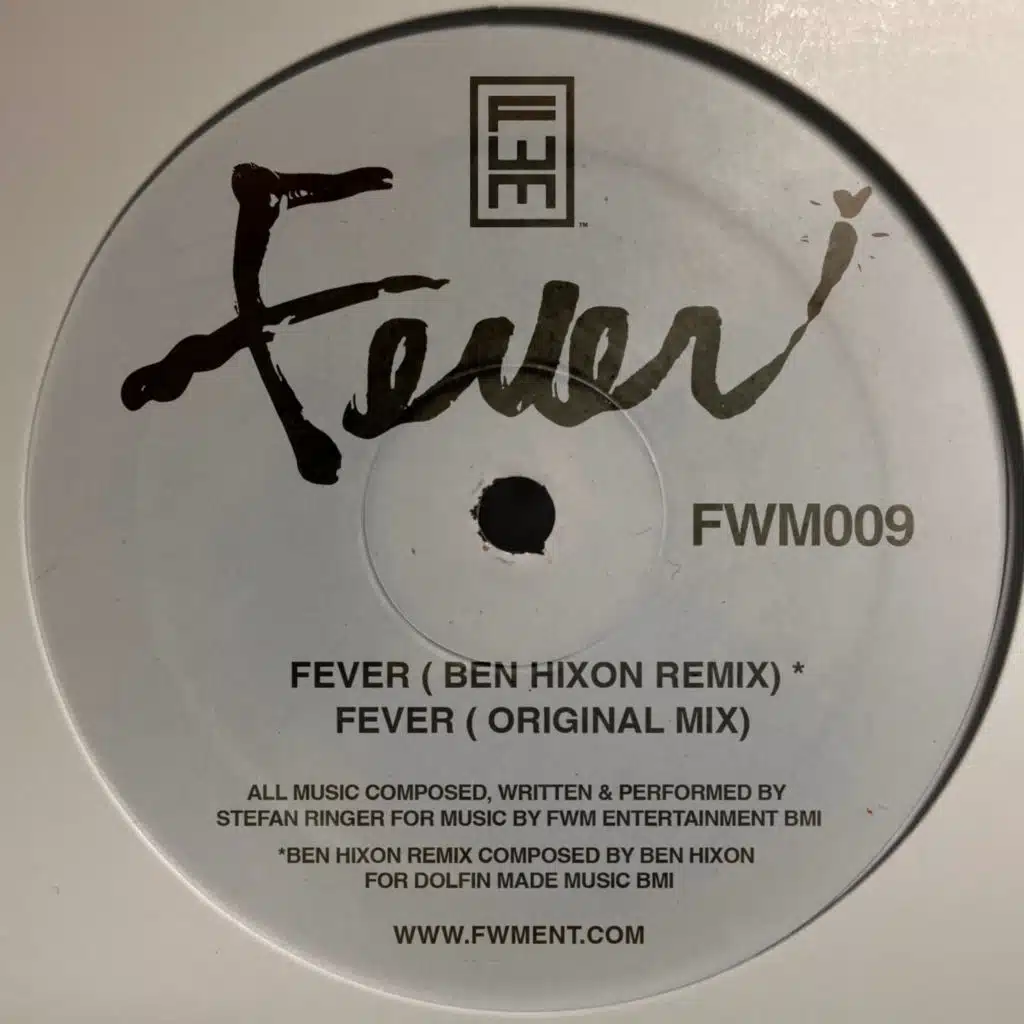 FWM
™
Fever
FWM009
FEVER ( BEN HIXON REMIX) *
FEVER ( ORIGINAL MIX)
ALL MUSIC COMPOSED, WRITTEN & PERFORMED BY
STEFAN RINGER FOR MUSIC BY FWM ENTERTAINMENT BMI
*BEN HIXON REMIX COMPOSED BY BEN HIXON
FOR DOLFIN MADE MUSIC BMI
WWW.FWMENT.COM